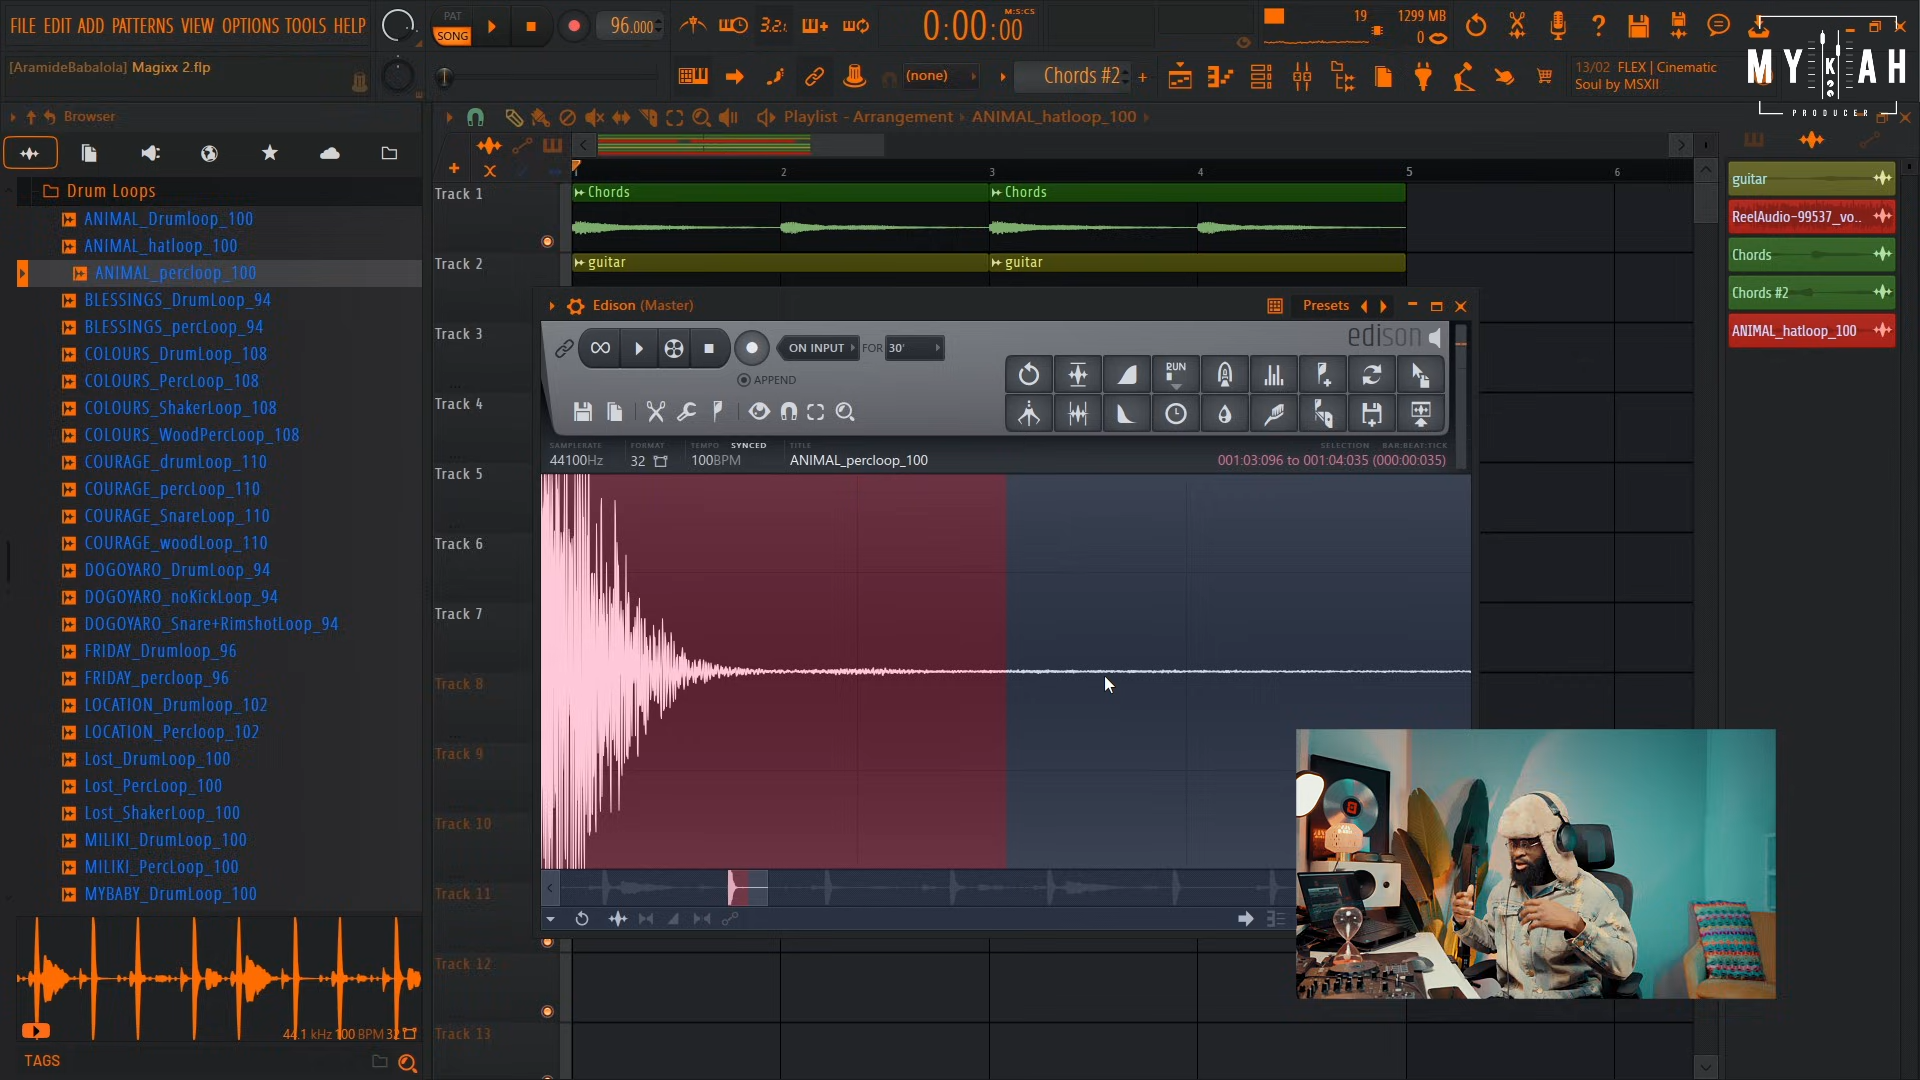 FILE EDIT ADD PATTERNS VIEW OPTIONS TOOLS HELP
PAT
SONG
96.000
3.2.
0:00:00
M:S:CS
19
1299 MB
0
[AramideBabalola] Magixx 2.flp
(none)
Chords #2
13/02 FLEX | Cinematic
Soul by MSXII
MYKAH
PRODUCER
Browser
Playlist - Arrangement
ANIMAL_hatloop_100
Drum Loops
ANIMAL_Drumloop_100
ANIMAL_hatloop_100
ANIMAL_percloop_100
BLESSINGS_DrumLoop_94
BLESSINGS_percLoop_94
COLOURS_DrumLoop_108
COLOURS_PercLoop_108
COLOURS_ShakerLoop_108
COLOURS_WoodPercLoop_108
COURAGE_drumLoop_110
COURAGE_percLoop_110
COURAGE_SnareLoop_110
COURAGE_woodLoop_110
DOGOYARO_DrumLoop_94
DOGOYARO_noKickLoop_94
DOGOYARO_Snare+RimshotLoop_94
FRIDAY_Drumloop_96
FRIDAY_percloop_96
LOCATION_Drumloop_102
LOCATION_Percloop_102
Lost_DrumLoop_100
Lost_PercLoop_100
Lost_ShakerLoop_100
MILIKI_DrumLoop_100
MILIKI_PercLoop_100
MYBABY_DrumLoop_100
44.1 kHz 100 BPM 32
TAGS
1 2 3 4 5 6
Track 1
Chords
Chords
Track 2
guitar
guitar
Track 3
Track 4
Track 5
Track 6
Track 7
Track 8
Track 9
Track 10
Track 11
Track 12
Track 13
Edison (Master)
Presets
edison
ON INPUT
FOR
30'
APPEND
RUN
SAMPLERATE
44100Hz
FORMAT
32
TEMPO
SYNCED
100BPM
TITLE
ANIMAL_percloop_100
SELECTION
BAR:BEAT:TICK
001:03:096 to 001:04:035 (000:00:035)
guitar
ReelAudio-99537_vo..
Chords
Chords #2
ANIMAL_hatloop_100